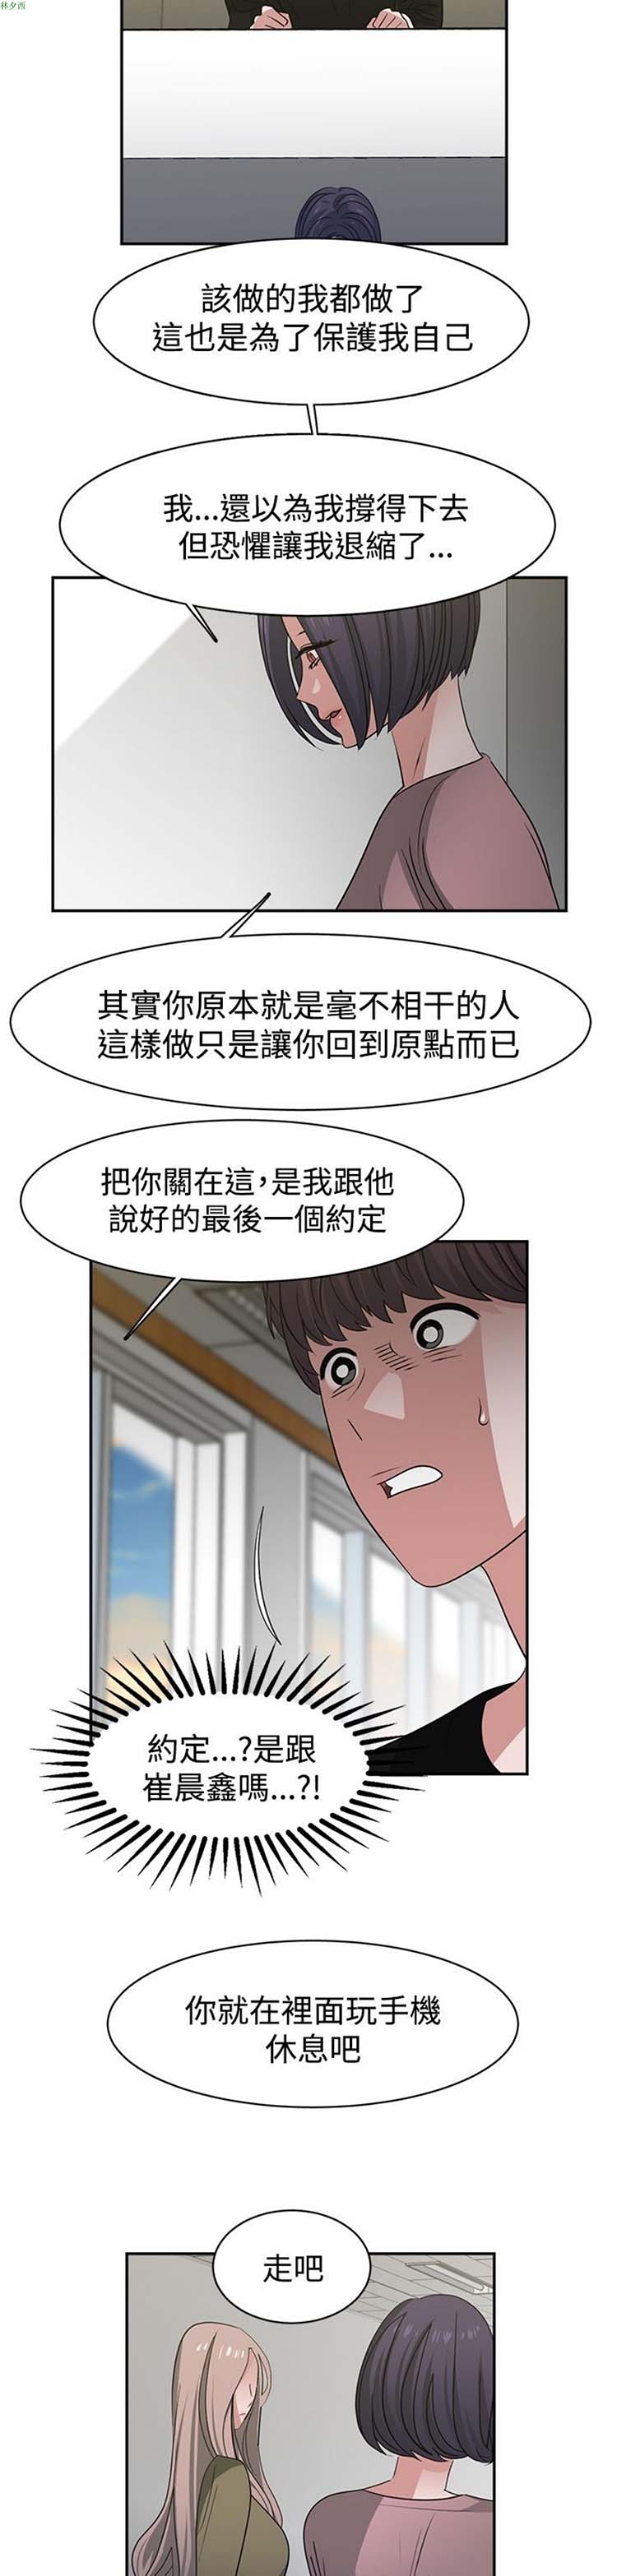 林夕西
該做的我都做了
這也是為了保護我自己
我...還以為我撐得下去
但恐懼讓我退縮了...
其實你原本就是毫不相干的人
這樣做只是讓你回到原點而已
把你關在這,是我跟他
說好的最後一個約定
約定...?是跟
崔晨鑫嗎...?!
你就在裡面玩手機
休息吧
走吧